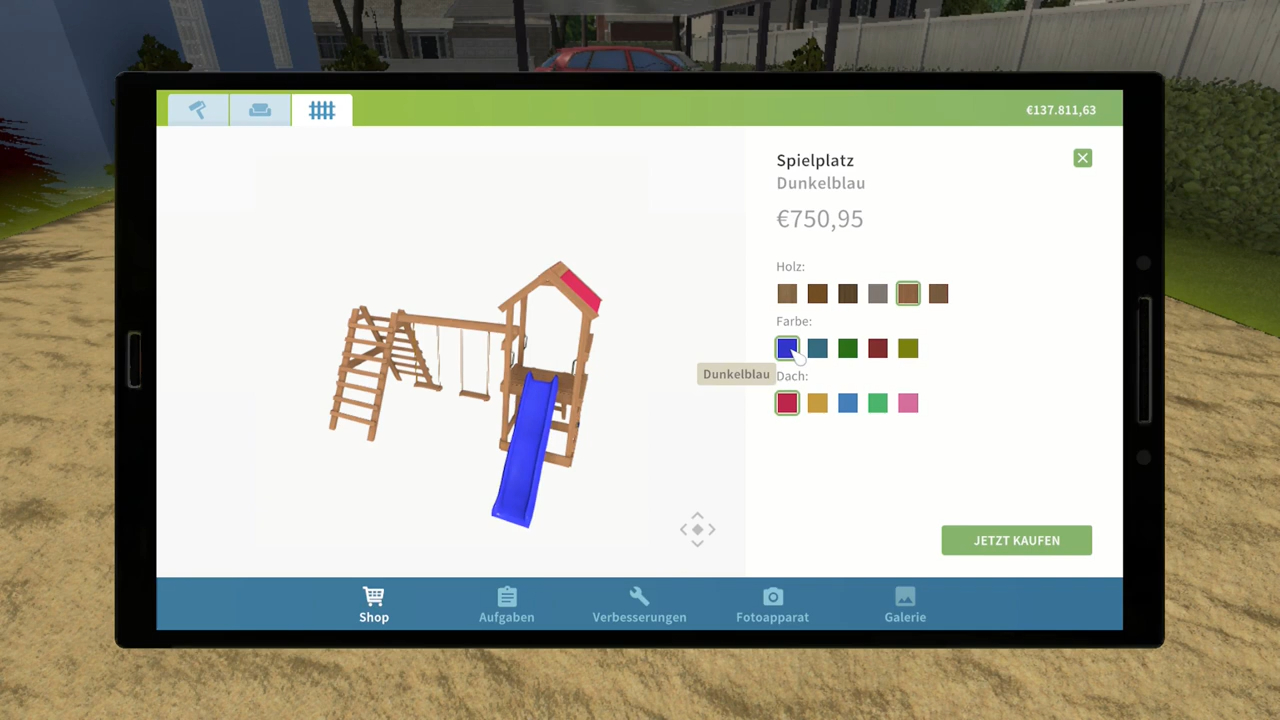 €137.811,63
Spielplatz
Dunkelblau
€750,95
Holz:
Farbe:
Dunkelblau
Dach:
JETZT KAUFEN
Shop
Aufgaben
Verbesserungen
Fotoapparat
Galerie